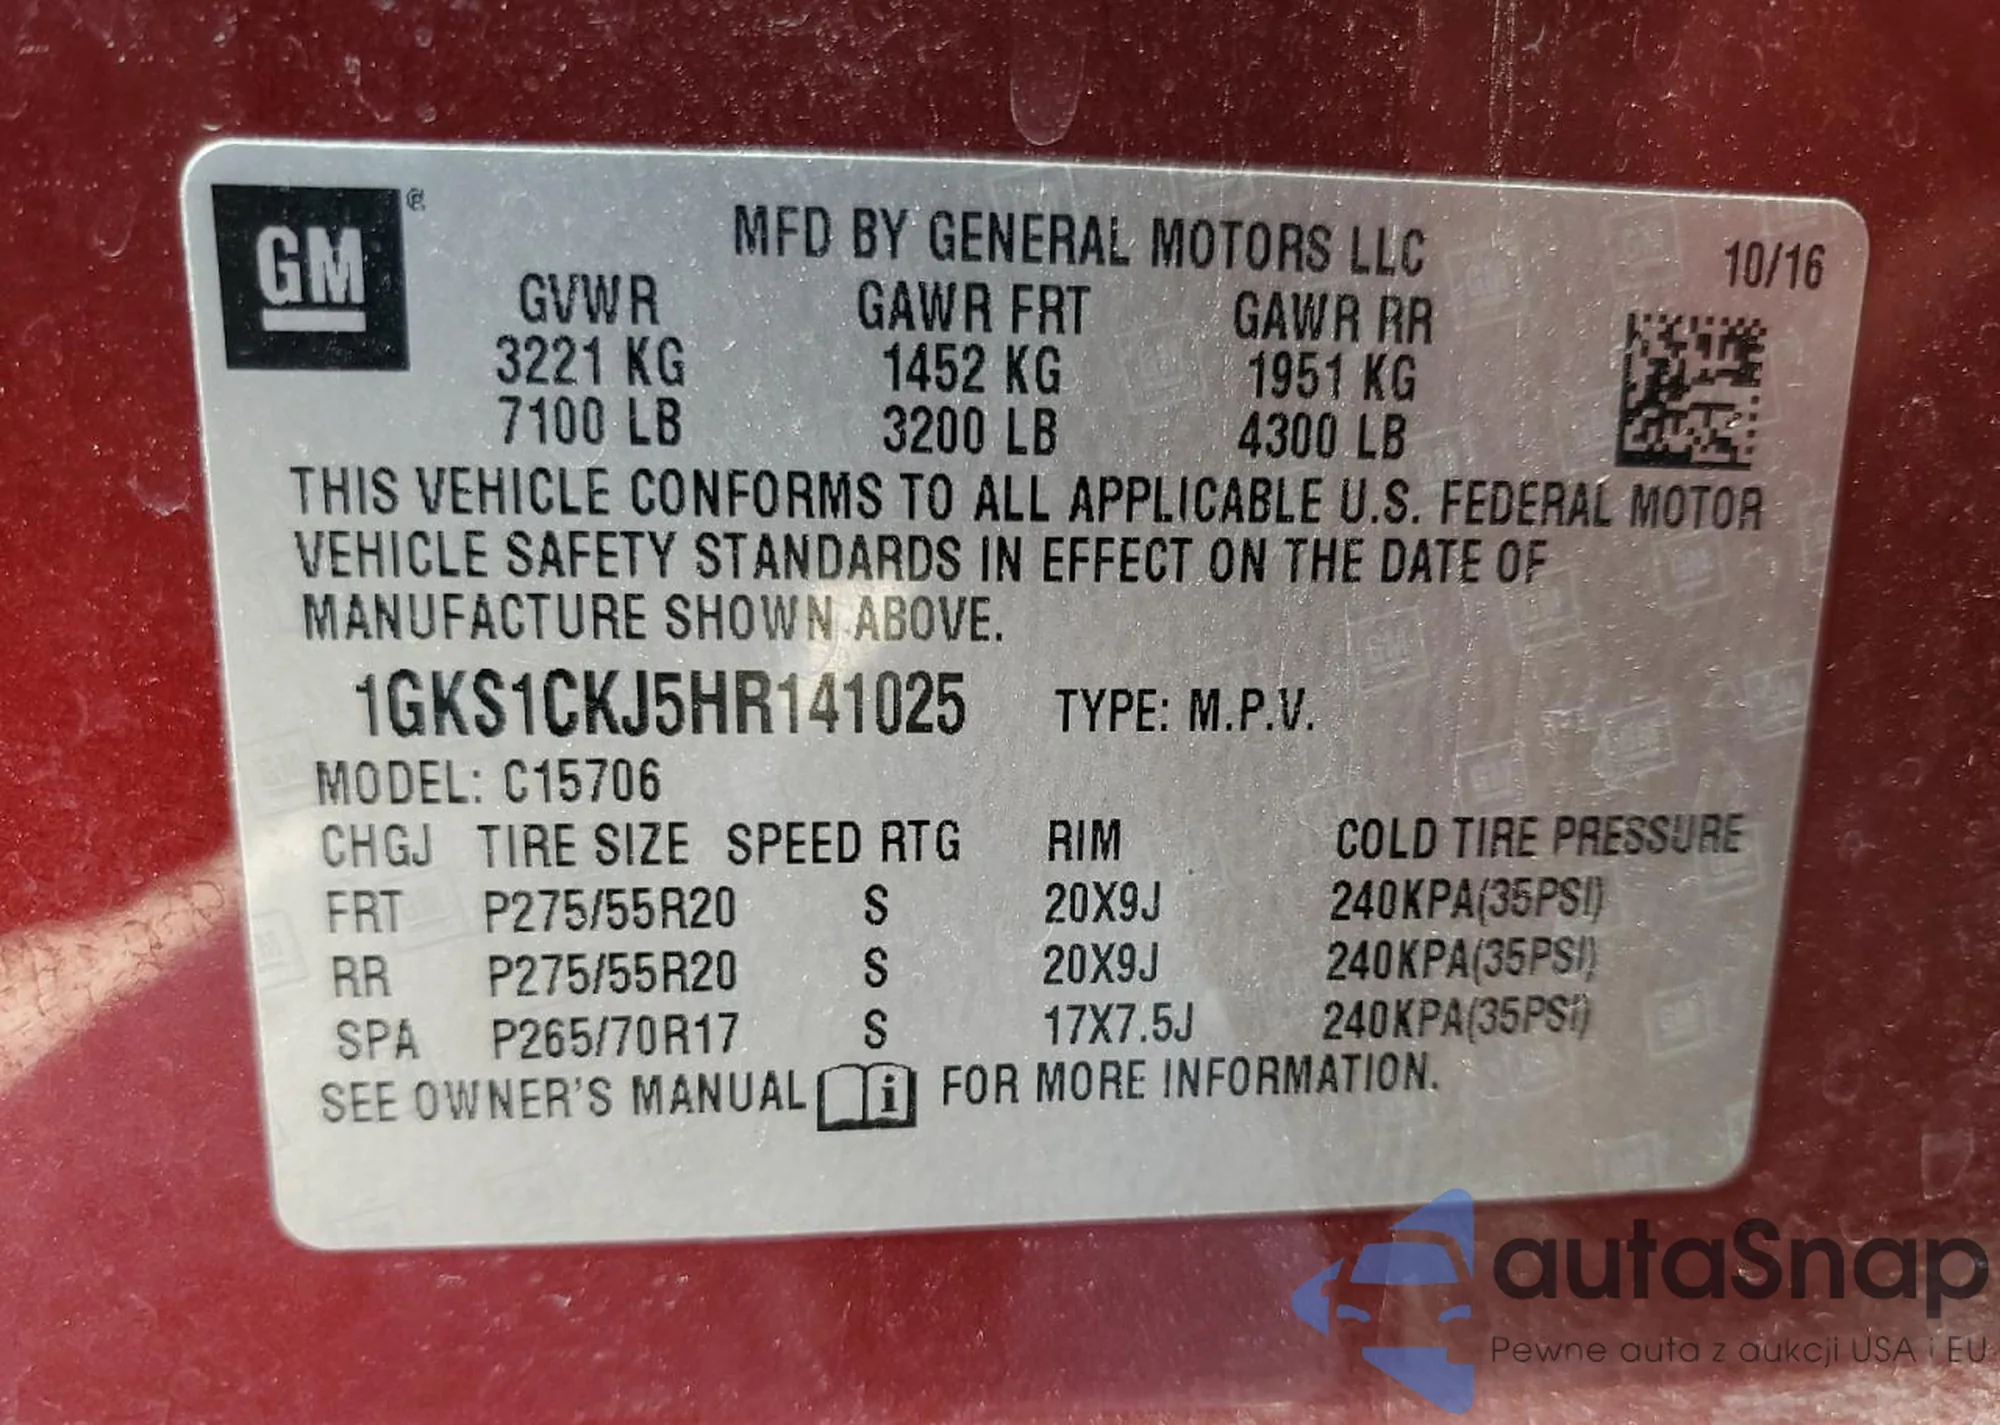 GM®
MFD BY GENERAL MOTORS LLC 10/16
GVWR GAWR FRT GAWR RR
3221 KG 1452 KG 1951 KG
7100 LB 3200 LB 4300 LB
THIS VEHICLE CONFORMS TO ALL APPLICABLE U.S. FEDERAL MOTOR
VEHICLE SAFETY STANDARDS IN EFFECT ON THE DATE OF
MANUFACTURE SHOWN ABOVE.
1GKS1CKJ5HR141025 TYPE: M.P.V.
MODEL: C15706
CHGJ TIRE SIZE SPEED RTG RIM COLD TIRE PRESSURE
FRT P275/55R20 S 20X9J 240KPA(35PSI)
RR P275/55R20 S 20X9J 240KPA(35PSI)
SPA P265/70R17 S 17X7.5J 240KPA(35PSI)
SEE OWNER'S MANUAL i FOR MORE INFORMATION.
autaSnap
Pewne auta z aukcji USA i EU